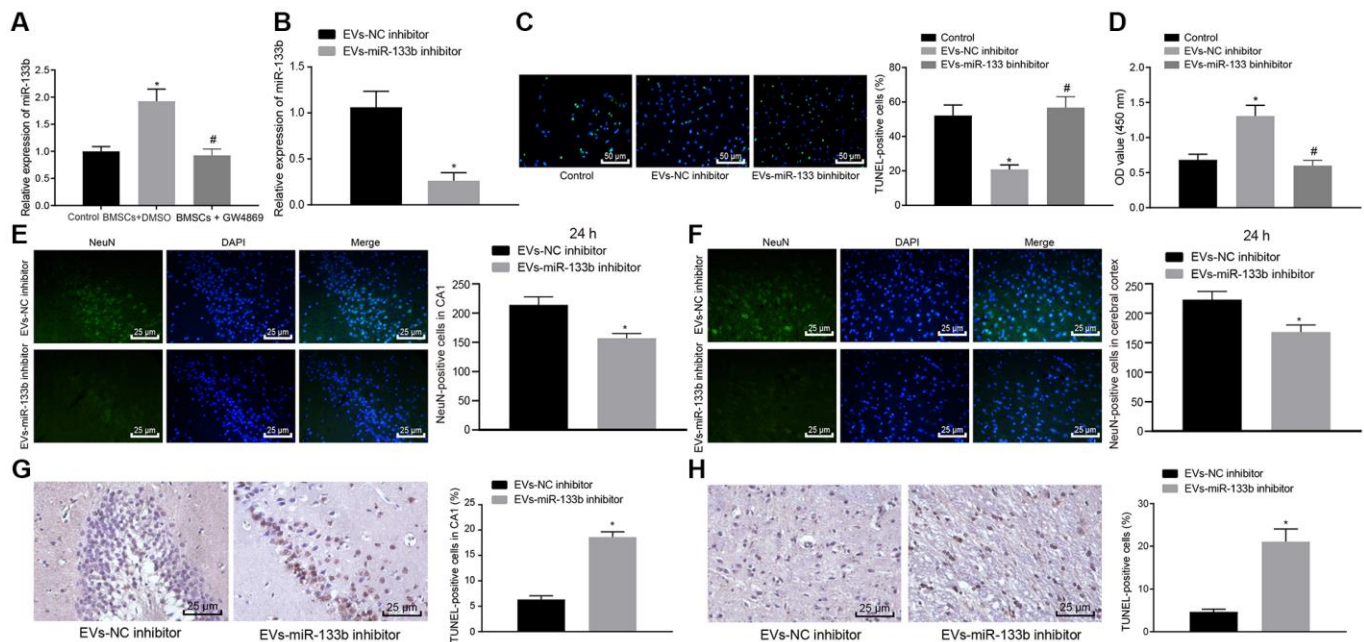 A
Relative expression of miR-133b
2.5
2.0
1.5
1.0
0.5
0.0
*
#
Control BMSCs+DMSO BMSCs + GW4869
B
EVs-NC inhibitor
EVs-miR-133b inhibitor
Relative expression of miR-133b
1.5
1.0
0.5
0.0
*
C
50 μm
50 μm
50 μm
Control
EVs-NC inhibitor
EVs-miR-133 binhibitor
Control
EVs-NC inhibitor
EVs-miR-133 binhibitor
TUNEL-positive cells (%)
80
60
40
20
0
*
#
D
Control
EVs-NC inhibitor
EVs-miR-133 binhibitor
OD value (450 nm)
2.0
1.5
1.0
0.5
0.0
*
#
E
NeuN
DAPI
Merge
EVs-NC inhibitor
25 μm
25 μm
25 μm
EVs-miR-133b inhibitor
25 μm
25 μm
25 μm
24 h
EVs-NC inhibitor
EVs-miR-133b inhibitor
NeuN-positive cells in CA1
250
200
150
100
50
0
*
F
NeuN
DAPI
Merge
EVs-NC inhibitor
25 μm
25 μm
25 μm
EVs-miR-133b inhibitor
25 μm
25 μm
25 μm
24 h
EVs-NC inhibitor
EVs-miR-133b inhibitor
NeuN-positive cells in cerebral cortex
250
200
150
100
50
0
*
G
25 μm
25 μm
EVs-NC inhibitor
EVs-miR-133b inhibitor
EVs-NC inhibitor
EVs-miR-133b inhibitor
TUNEL-positive cells in CA1 (%)
25
20
15
10
5
0
*
H
25 μm
25 μm
EVs-NC inhibitor
EVs-miR-133b inhibitor
EVs-NC inhibitor
EVs-miR-133b inhibitor
TUNEL-positive cells (%)
30
20
10
0
*